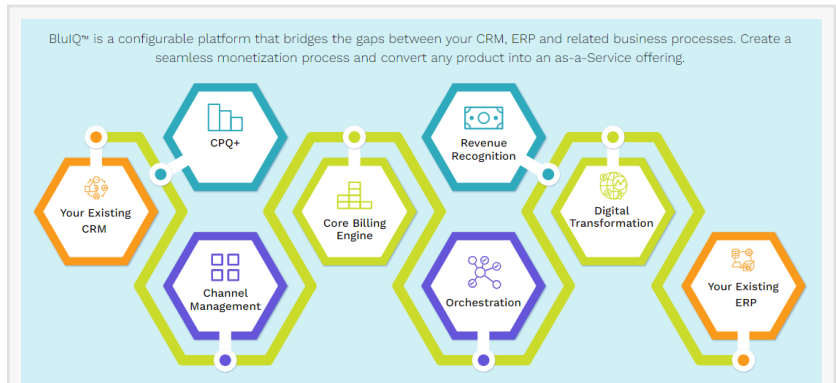 BluIQ™ is a configurable platform that bridges the gaps between your CRM, ERP and related business processes. Create a
seamless monetization process and convert any product into an as-a-Service offering.
CPQ+
Revenue
Recognition
Your Existing
CRM
Core Billing
Engine
Digital
Transformation
Channel
Management
Orchestration
Your Existing
ERP